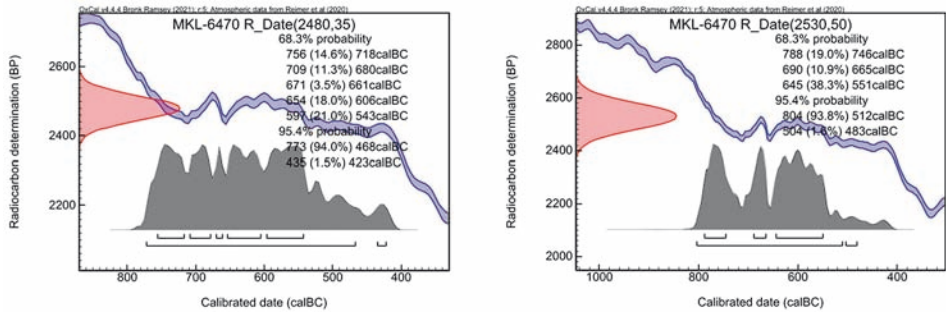 OxCal v4.4.4 Bronk Ramsey (2021); r:5; Atmospheric data from Reimer et al (2020)
MKL-6470 R_Date(2480,35)
68.3% probability
756 (14.6%) 718calBC
709 (11.3%) 680calBC
671 (3.5%) 661calBC
654 (18.0%) 606calBC
597 (21.0%) 543calBC
95.4% probability
773 (94.0%) 468calBC
435 (1.5%) 423calBC
Radiocarbon determination (BP)
2600
2400
2200
800
700
600
500
400
Calibrated date (calBC)
OxCal v4.4.4 Bronk Ramsey (2021); r:5; Atmospheric data from Reimer et al (2020)
MKL-6470 R_Date(2530,50)
68.3% probability
788 (19.0%) 746calBC
690 (10.9%) 665calBC
645 (38.3%) 551calBC
95.4% probability
804 (93.8%) 512calBC
504 (1.6%) 483calBC
Radiocarbon determination (BP)
2800
2600
2400
2200
2000
1000
800
600
400
Calibrated date (calBC)